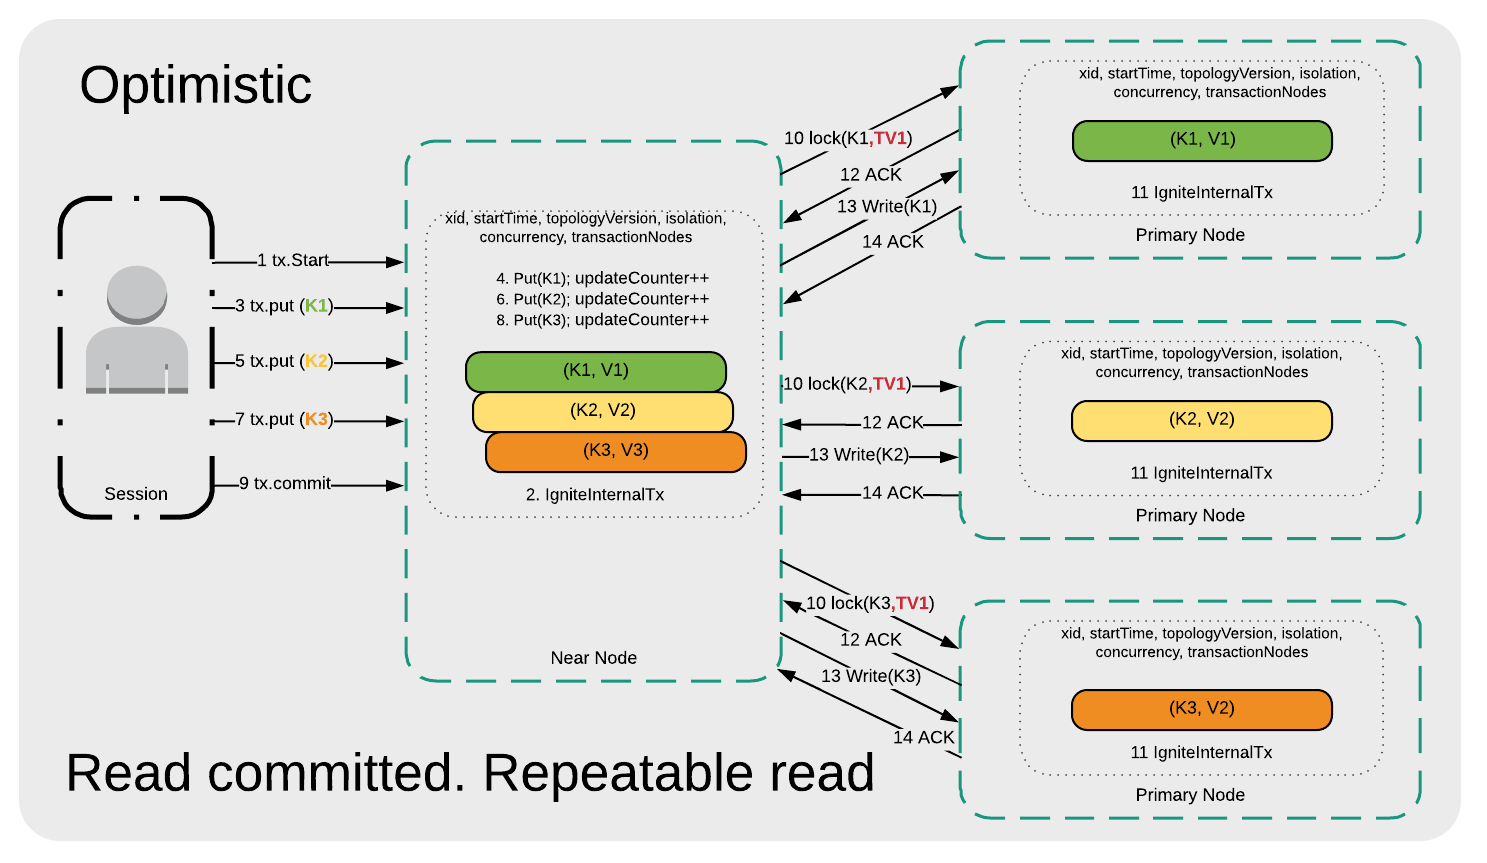 Optimistic
1 tx.Start
3 tx.put (K1)
5 tx.put (K2)
7 tx.put (K3)
9 tx.commit
Session
xid, startTime, topologyVersion, isolation,
concurrency, transactionNodes
4. Put(K1); updateCounter++
6. Put(K2); updateCounter++
8. Put(K3); updateCounter++
(K1, V1)
(K2, V2)
(K3, V3)
2. IgniteInternalTx
Near Node
10 lock(K1,TV1)
12 ACK
13 Write(K1)
14 ACK
xid, startTime, topologyVersion, isolation,
concurrency, transactionNodes
(K1, V1)
11 IgniteInternalTx
Primary Node
10 lock(K2,TV1)
12 ACK
13 Write(K2)
14 ACK
xid, startTime, topologyVersion, isolation,
concurrency, transactionNodes
(K2, V2)
11 IgniteInternalTx
Primary Node
10 lock(K3,TV1)
12 ACK
13 Write(K3)
14 ACK
xid, startTime, topologyVersion, isolation,
concurrency, transactionNodes
(K3, V2)
11 IgniteInternalTx
Primary Node
Read committed. Repeatable read